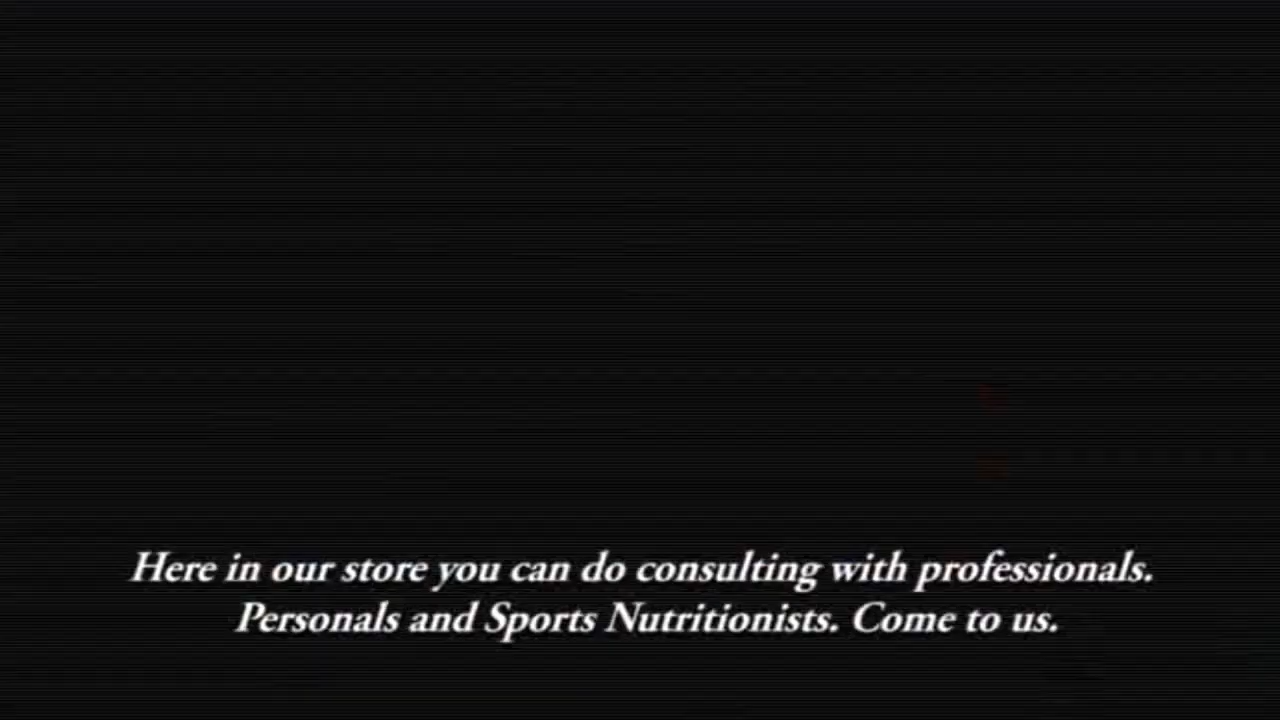 Here in our store you can do consulting with professionals.
Personals and Sports Nutritionists. Come to us.